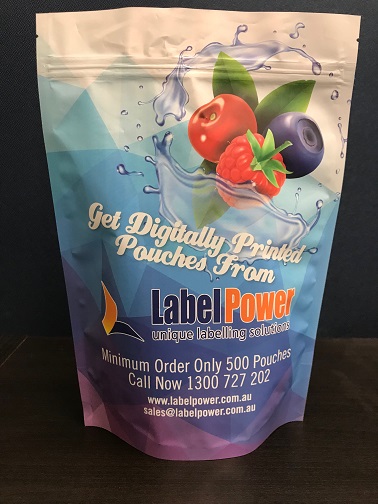 Get Digitally Printed
Pouches From
LabelPower
unique labelling solutions
Minimum Order Only 500 Pouches
Call Now 1300 727 202
www.labelpower.com.au
sales@labelpower.com.au